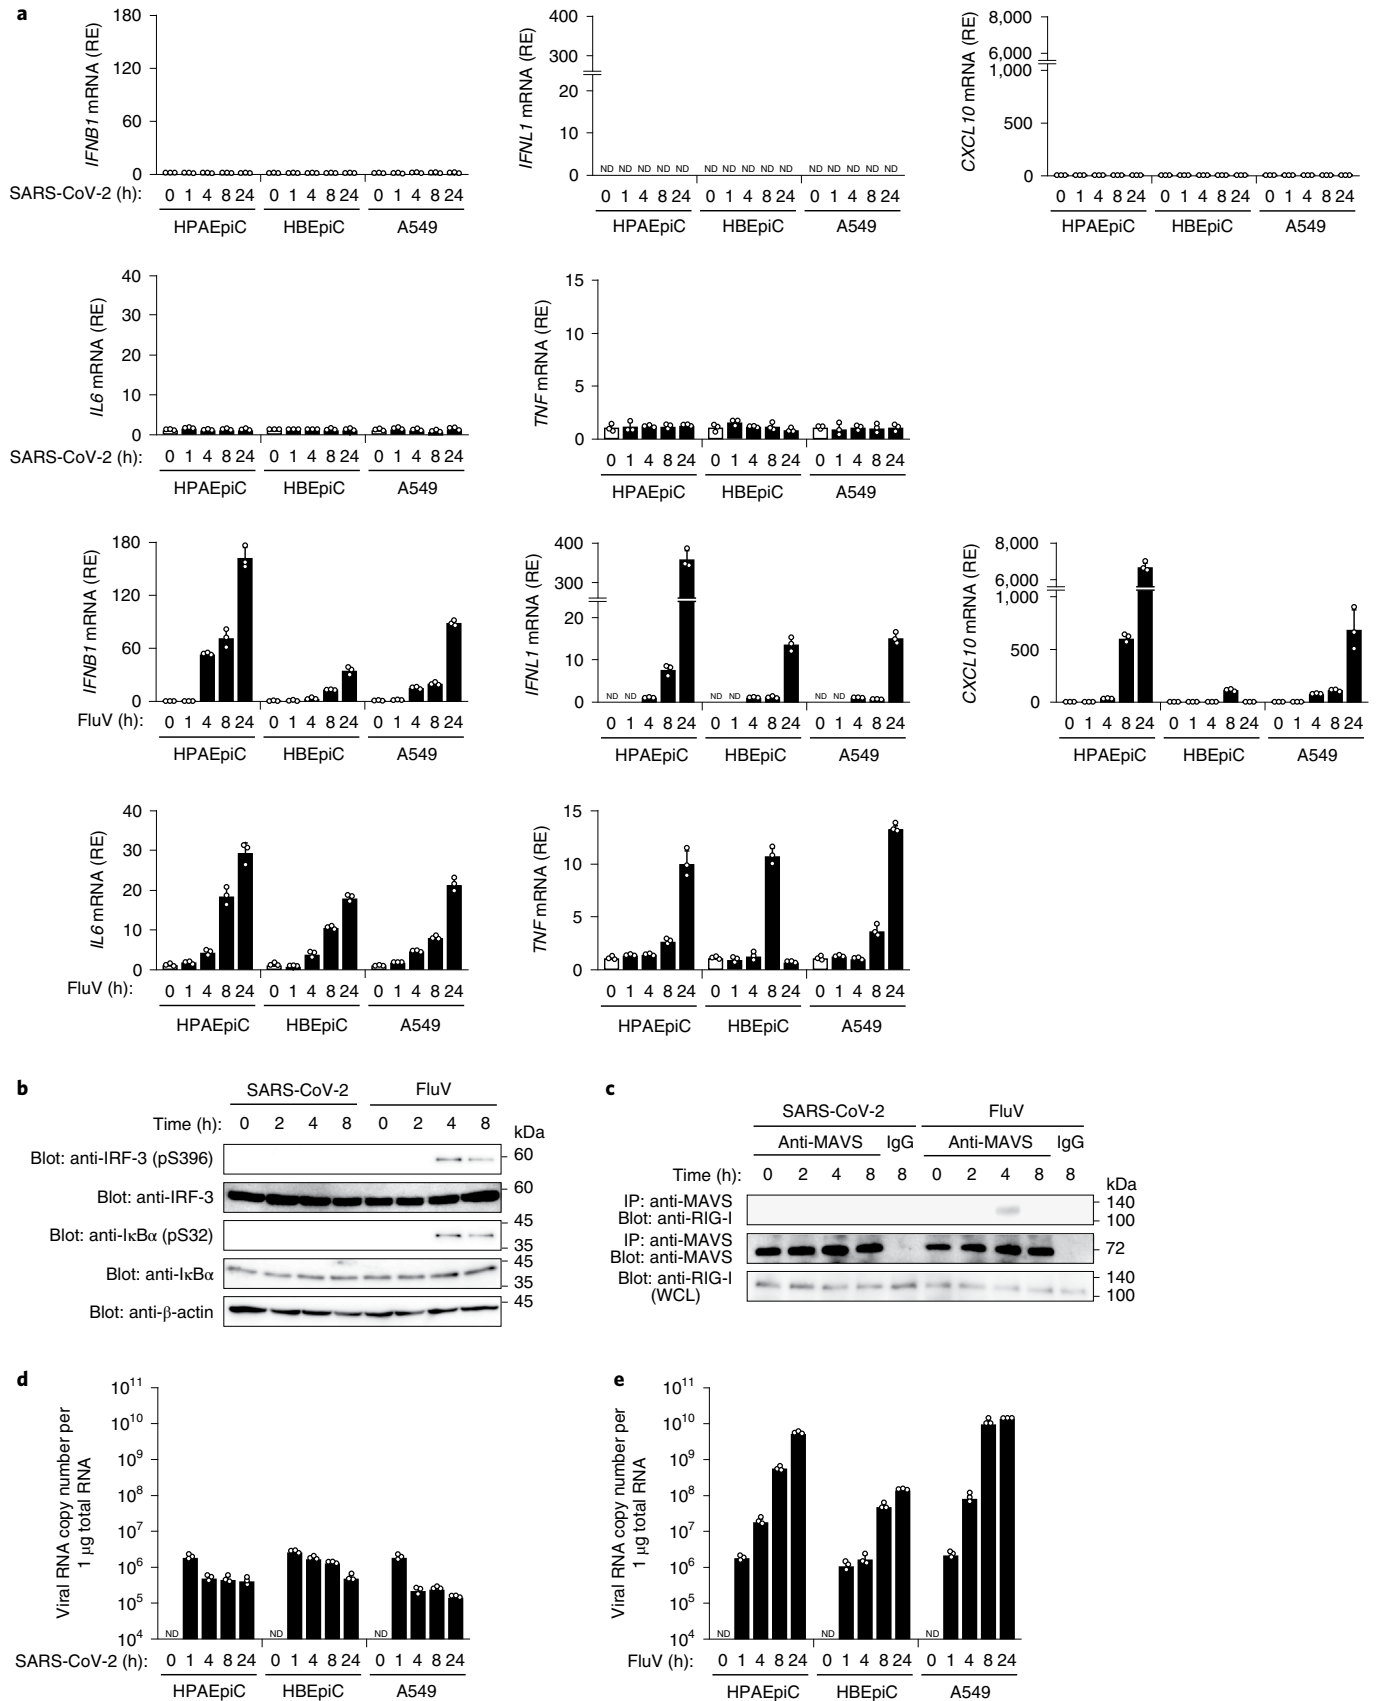 a
180
120
60
0
IFNB1 mRNA (RE)
SARS-CoV-2 (h):
0 1 4 8 24 0 1 4 8 24 0 1 4 8 24
HPAEpiC HBEpiC A549
400
300
20
10
0
IFNL1 mRNA (RE)
ND ND ND ND ND ND ND ND ND ND ND ND ND ND ND
0 1 4 8 24 0 1 4 8 24 0 1 4 8 24
HPAEpiC HBEpiC A549
8,000
6,000
1,000
500
0
CXCL10 mRNA (RE)
0 1 4 8 24 0 1 4 8 24 0 1 4 8 24
HPAEpiC HBEpiC A549
40
30
20
10
0
IL6 mRNA (RE)
SARS-CoV-2 (h):
0 1 4 8 24 0 1 4 8 24 0 1 4 8 24
HPAEpiC HBEpiC A549
15
10
5
0
TNF mRNA (RE)
0 1 4 8 24 0 1 4 8 24 0 1 4 8 24
HPAEpiC HBEpiC A549
180
120
60
0
IFNB1 mRNA (RE)
FluV (h):
0 1 4 8 24 0 1 4 8 24 0 1 4 8 24
HPAEpiC HBEpiC A549
400
300
20
10
0
IFNL1 mRNA (RE)
ND ND ND ND ND ND
0 1 4 8 24 0 1 4 8 24 0 1 4 8 24
HPAEpiC HBEpiC A549
8,000
6,000
1,000
500
0
CXCL10 mRNA (RE)
0 1 4 8 24 0 1 4 8 24 0 1 4 8 24
HPAEpiC HBEpiC A549
40
30
20
10
0
IL6 mRNA (RE)
FluV (h):
0 1 4 8 24 0 1 4 8 24 0 1 4 8 24
HPAEpiC HBEpiC A549
15
10
5
0
TNF mRNA (RE)
0 1 4 8 24 0 1 4 8 24 0 1 4 8 24
HPAEpiC HBEpiC A549
b
SARS-CoV-2 FluV
Time (h): 0 2 4 8 0 2 4 8
kDa
Blot: anti-IRF-3 (pS396) 60
Blot: anti-IRF-3 60
Blot: anti-IκBα (pS32) 45
35
Blot: anti-IκBα 45
35
Blot: anti-β-actin 45
c
SARS-CoV-2 FluV
Anti-MAVS IgG Anti-MAVS IgG
Time (h): 0 2 4 8 8 0 2 4 8 8
kDa
IP: anti-MAVS 140
Blot: anti-RIG-I 100
IP: anti-MAVS
Blot: anti-MAVS 72
Blot: anti-RIG-I 140
(WCL) 100
d
10¹¹
10¹⁰
10⁹
10⁸
10⁷
10⁶
10⁵
10⁴
Viral RNA copy number per
1 μg total RNA
ND ND ND
SARS-CoV-2 (h): 0 1 4 8 24 0 1 4 8 24 0 1 4 8 24
HPAEpiC HBEpiC A549
e
10¹¹
10¹⁰
10⁹
10⁸
10⁷
10⁶
10⁵
10⁴
Viral RNA copy number per
1 μg total RNA
ND ND ND
FluV (h): 0 1 4 8 24 0 1 4 8 24 0 1 4 8 24
HPAEpiC HBEpiC A549